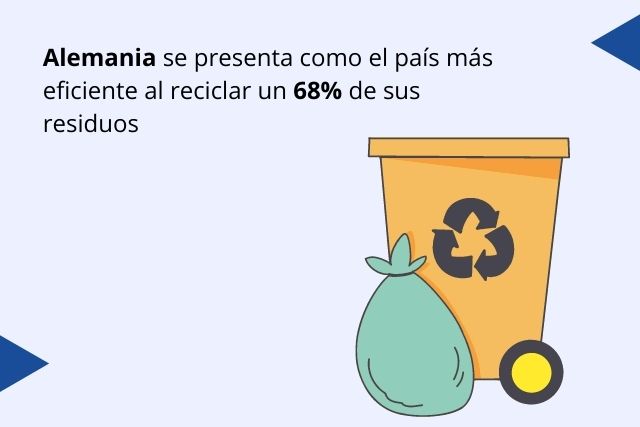 Alemania se presenta como el país más
eficiente al reciclar un 68% de sus
residuos